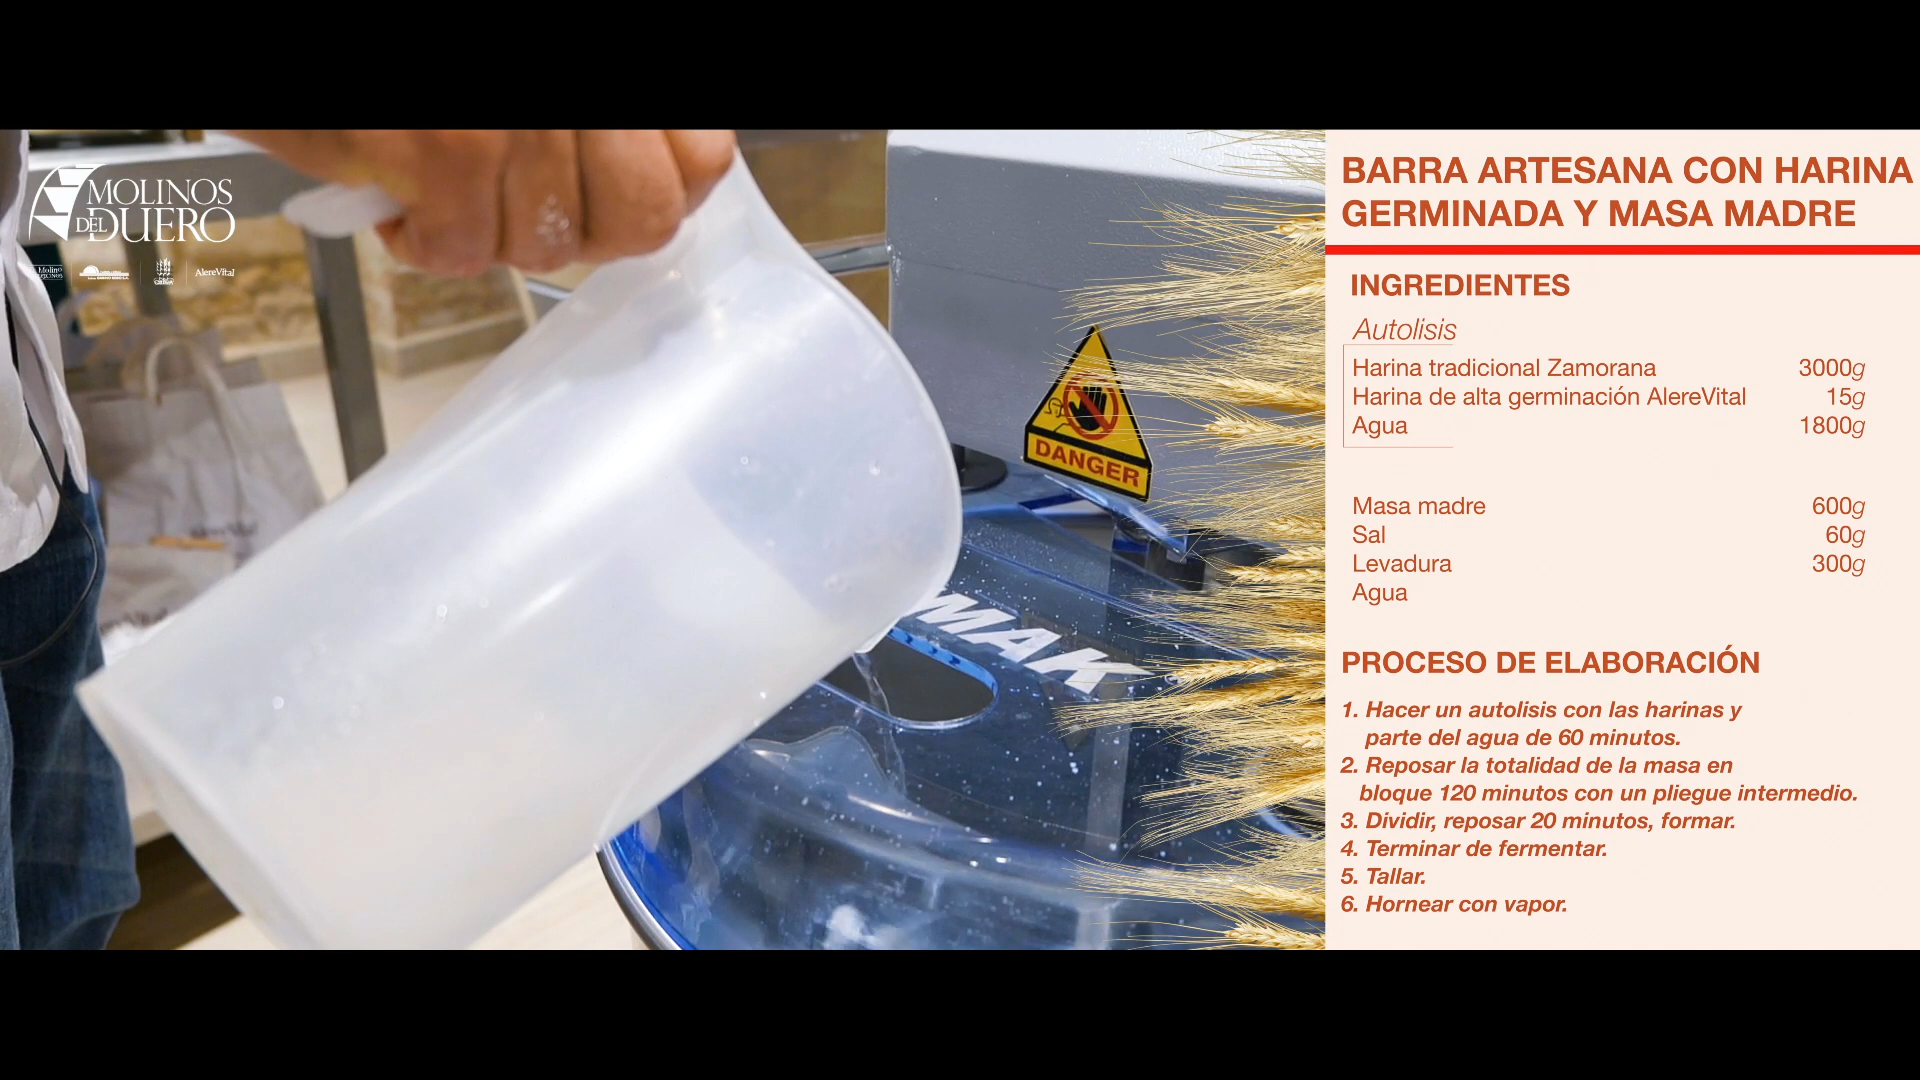 MOLINOS
DEL DUERO
AlereVital
DANGER
MAK
BARRA ARTESANA CON HARINA
GERMINADA Y MASA MADRE
INGREDIENTES
Autolisis
Harina tradicional Zamorana 3000g
Harina de alta germinación AlereVital 15g
Agua 1800g
Masa madre 600g
Sal 60g
Levadura 300g
Agua
PROCESO DE ELABORACIÓN
1. Hacer un autolisis con las harinas y
parte del agua de 60 minutos.
2. Reposar la totalidad de la masa en
bloque 120 minutos con un pliegue intermedio.
3. Dividir, reposar 20 minutos, formar.
4. Terminar de fermentar.
5. Tallar.
6. Hornear con vapor.